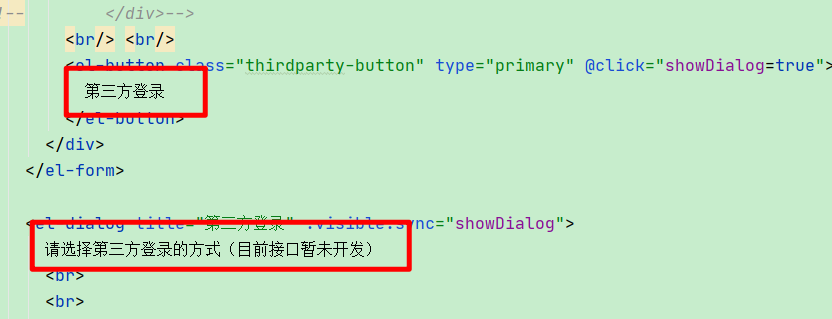 !-- </div>-->
<br/> <br/>
<el-button class="thirdparty-button" type="primary" @click="showDialog=true">
第三方登录
</el-button>
</div>
</el-form>
<el-dialog title="第三方登录" :visible.sync="showDialog">
请选择第三方登录的方式（目前接口暂未开发）
<br>
<br>